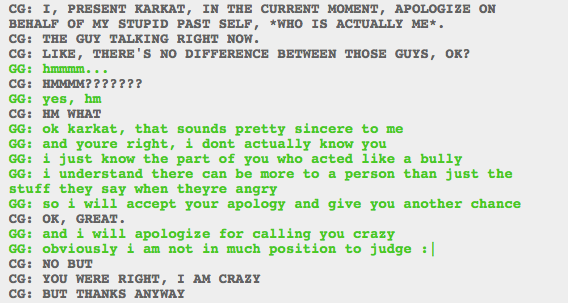 CG: I, PRESENT KARKAT, IN THE CURRENT MOMENT, APOLOGIZE ON
BEHALF OF MY STUPID PAST SELF, *WHO IS ACTUALLY ME*.
CG: THE GUY TALKING RIGHT NOW.
CG: LIKE, THERE'S NO DIFFERENCE BETWEEN THOSE GUYS, OK?
GG: hmmmm...
CG: HMMMM???????
GG: yes, hm
CG: HM WHAT
GG: ok karkat, that sounds pretty sincere to me
GG: and youre right, i dont actually know you
GG: i just know the part of you who acted like a bully
GG: i understand there can be more to a person than just the
stuff they say when theyre angry
GG: so i will accept your apology and give you another chance
CG: OK, GREAT.
GG: and i will apologize for calling you crazy
GG: obviously i am not in much position to judge :|
CG: NO BUT
CG: YOU WERE RIGHT, I AM CRAZY
CG: BUT THANKS ANYWAY